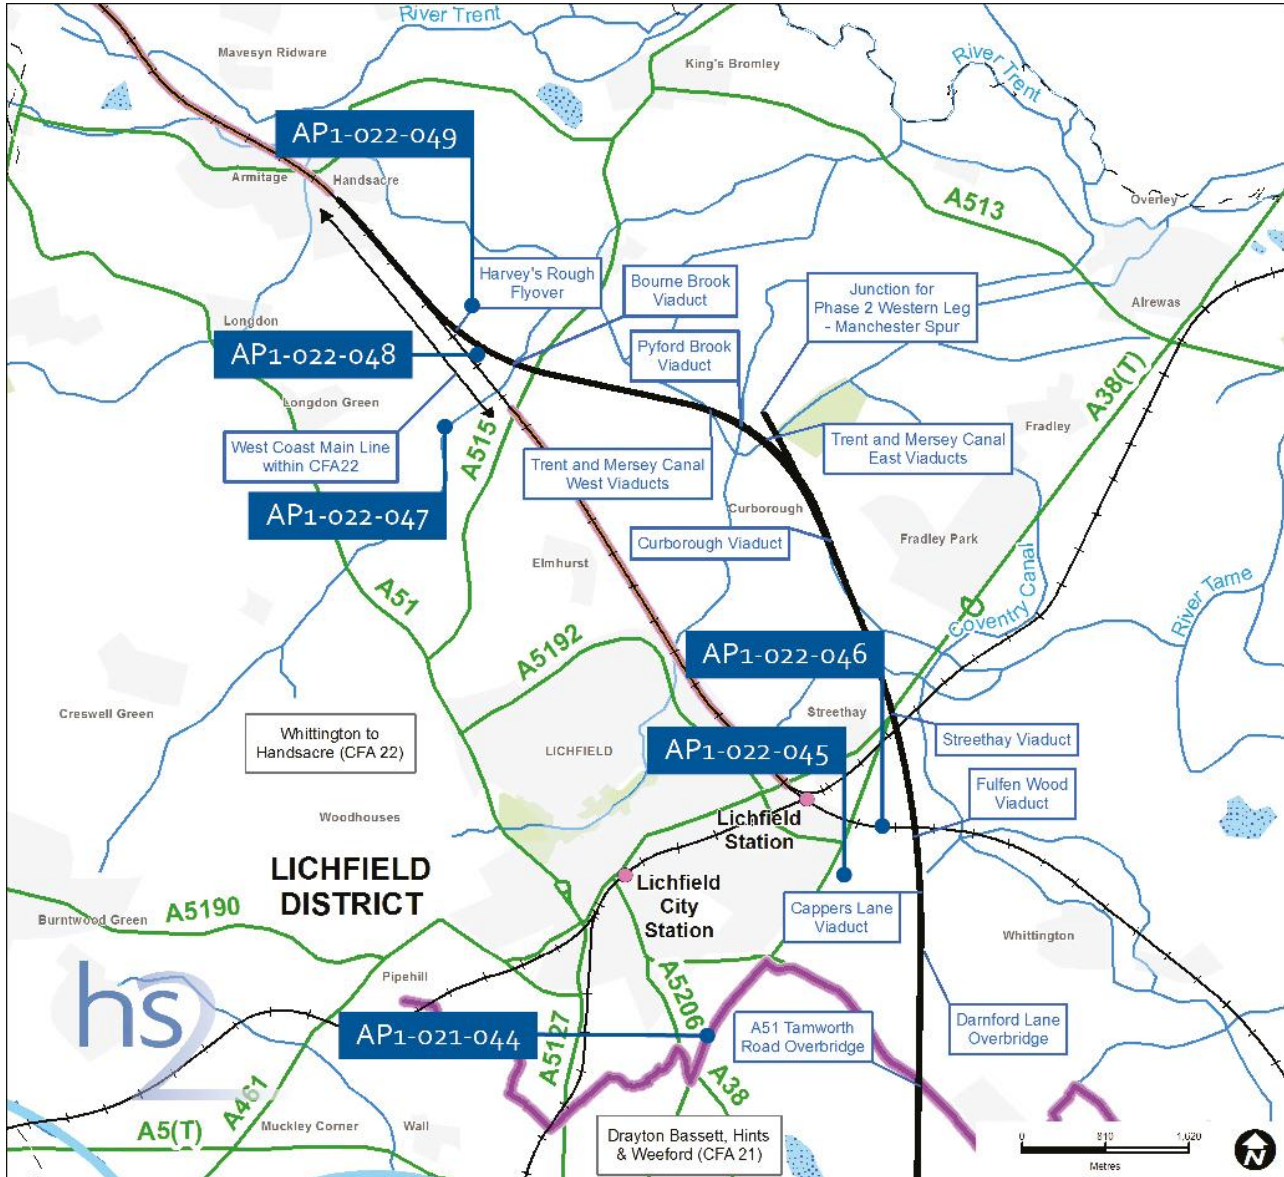 River Trent
Mavesyn Ridware
King's Bromley
River Trent
AP1-022-049
Armitage
Handsacre
A513
Overley
Harvey's Rough
Flyover
Bourne Brook
Viaduct
Junction for
Phase 2 Western Leg
- Manchester Spur
Alrewas
Longdon
AP1-022-048
Pyford Brook
Viaduct
A38(T)
Longdon Green
West Coast Main Line
within CFA22
A515
Trent and Mersey Canal
West Viaducts
Trent and Mersey Canal
East Viaducts
Fradley
AP1-022-047
Curborough
Curborough Viaduct
Fradley Park
Elmhurst
Coventry Canal
River Tame
A51
A5192
AP1-022-046
Creswell Green
Whittington to
Handsacre (CFA 22)
Streethay
LICHFIELD
AP1-022-045
Streethay Viaduct
Fulfen Wood
Viaduct
Woodhouses
Lichfield
Station
LICHFIELD
DISTRICT
Lichfield
City
Station
Cappers Lane
Viaduct
Burntwood Green
A5190
Whittington
Pipehill
hs2
A5206
AP1-021-044
A5127
A51 Tamworth
Road Overbridge
Darnford Lane
Overbridge
A461
A38
A5(T)
Muckley Corner
Wall
Drayton Bassett, Hints
& Weeford (CFA 21)
0 810 1,620
Metres
N